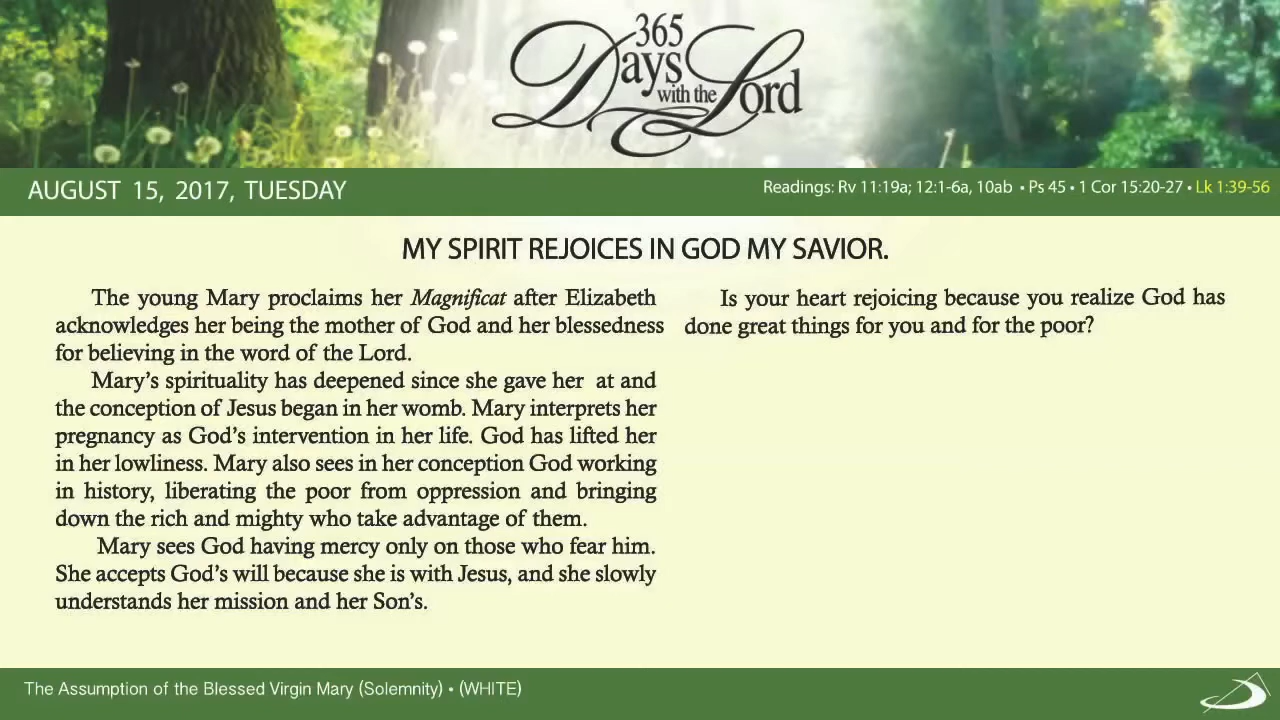 365
Days
with the Lord
AUGUST 15, 2017, TUESDAY
Readings: Rv 11:19a; 12:1-6a, 10ab • Ps 45 • 1 Cor 15:20-27 • Lk 1:39-56
MY SPIRIT REJOICES IN GOD MY SAVIOR.
The young Mary proclaims her Magnificat after Elizabeth
acknowledges her being the mother of God and her blessedness
for believing in the word of the Lord.
Mary’s spirituality has deepened since she gave her at and
the conception of Jesus began in her womb. Mary interprets her
pregnancy as God’s intervention in her life. God has lifted her
in her lowliness. Mary also sees in her conception God working
in history, liberating the poor from oppression and bringing
down the rich and mighty who take advantage of them.
Mary sees God having mercy only on those who fear him.
She accepts God’s will because she is with Jesus, and she slowly
understands her mission and her Son’s.
Is your heart rejoicing because you realize God has
done great things for you and for the poor?
The Assumption of the Blessed Virgin Mary (Solemnity) • (WHITE)